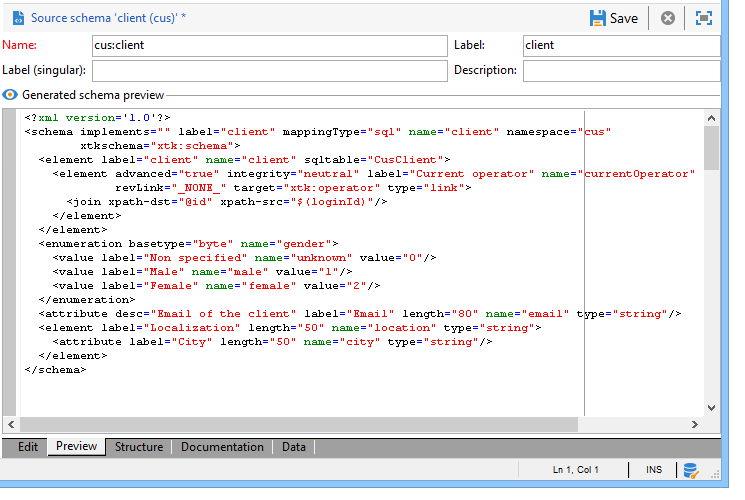 Source schema 'client (cus)' *
Save
Name: cus:client Label: client
Label (singular): Description:
Generated schema preview
<?xml version='1.0'?>
<schema implements="" label="client" mappingType="sql" name="client" namespace="cus"
xtkschema="xtk:schema">
<element label="client" name="client" sqltable="CusClient">
<element advanced="true" integrity="neutral" label="Current operator" name="currentOperator"
revLink="_NONE_" target="xtk:operator" type="link">
<join xpath-dst="@id" xpath-src="$(loginId)"/>
</element>
</element>
<enumeration basetype="byte" name="gender">
<value label="Non specified" name="unknown" value="0"/>
<value label="Male" name="male" value="1"/>
<value label="Female" name="female" value="2"/>
</enumeration>
<attribute desc="Email of the client" label="Email" length="80" name="email" type="string"/>
<element label="Localization" length="50" name="location" type="string">
<attribute label="City" length="50" name="city" type="string"/>
</element>
</schema>
Edit Preview Structure Documentation Data
Ln 1, Col 1 INS